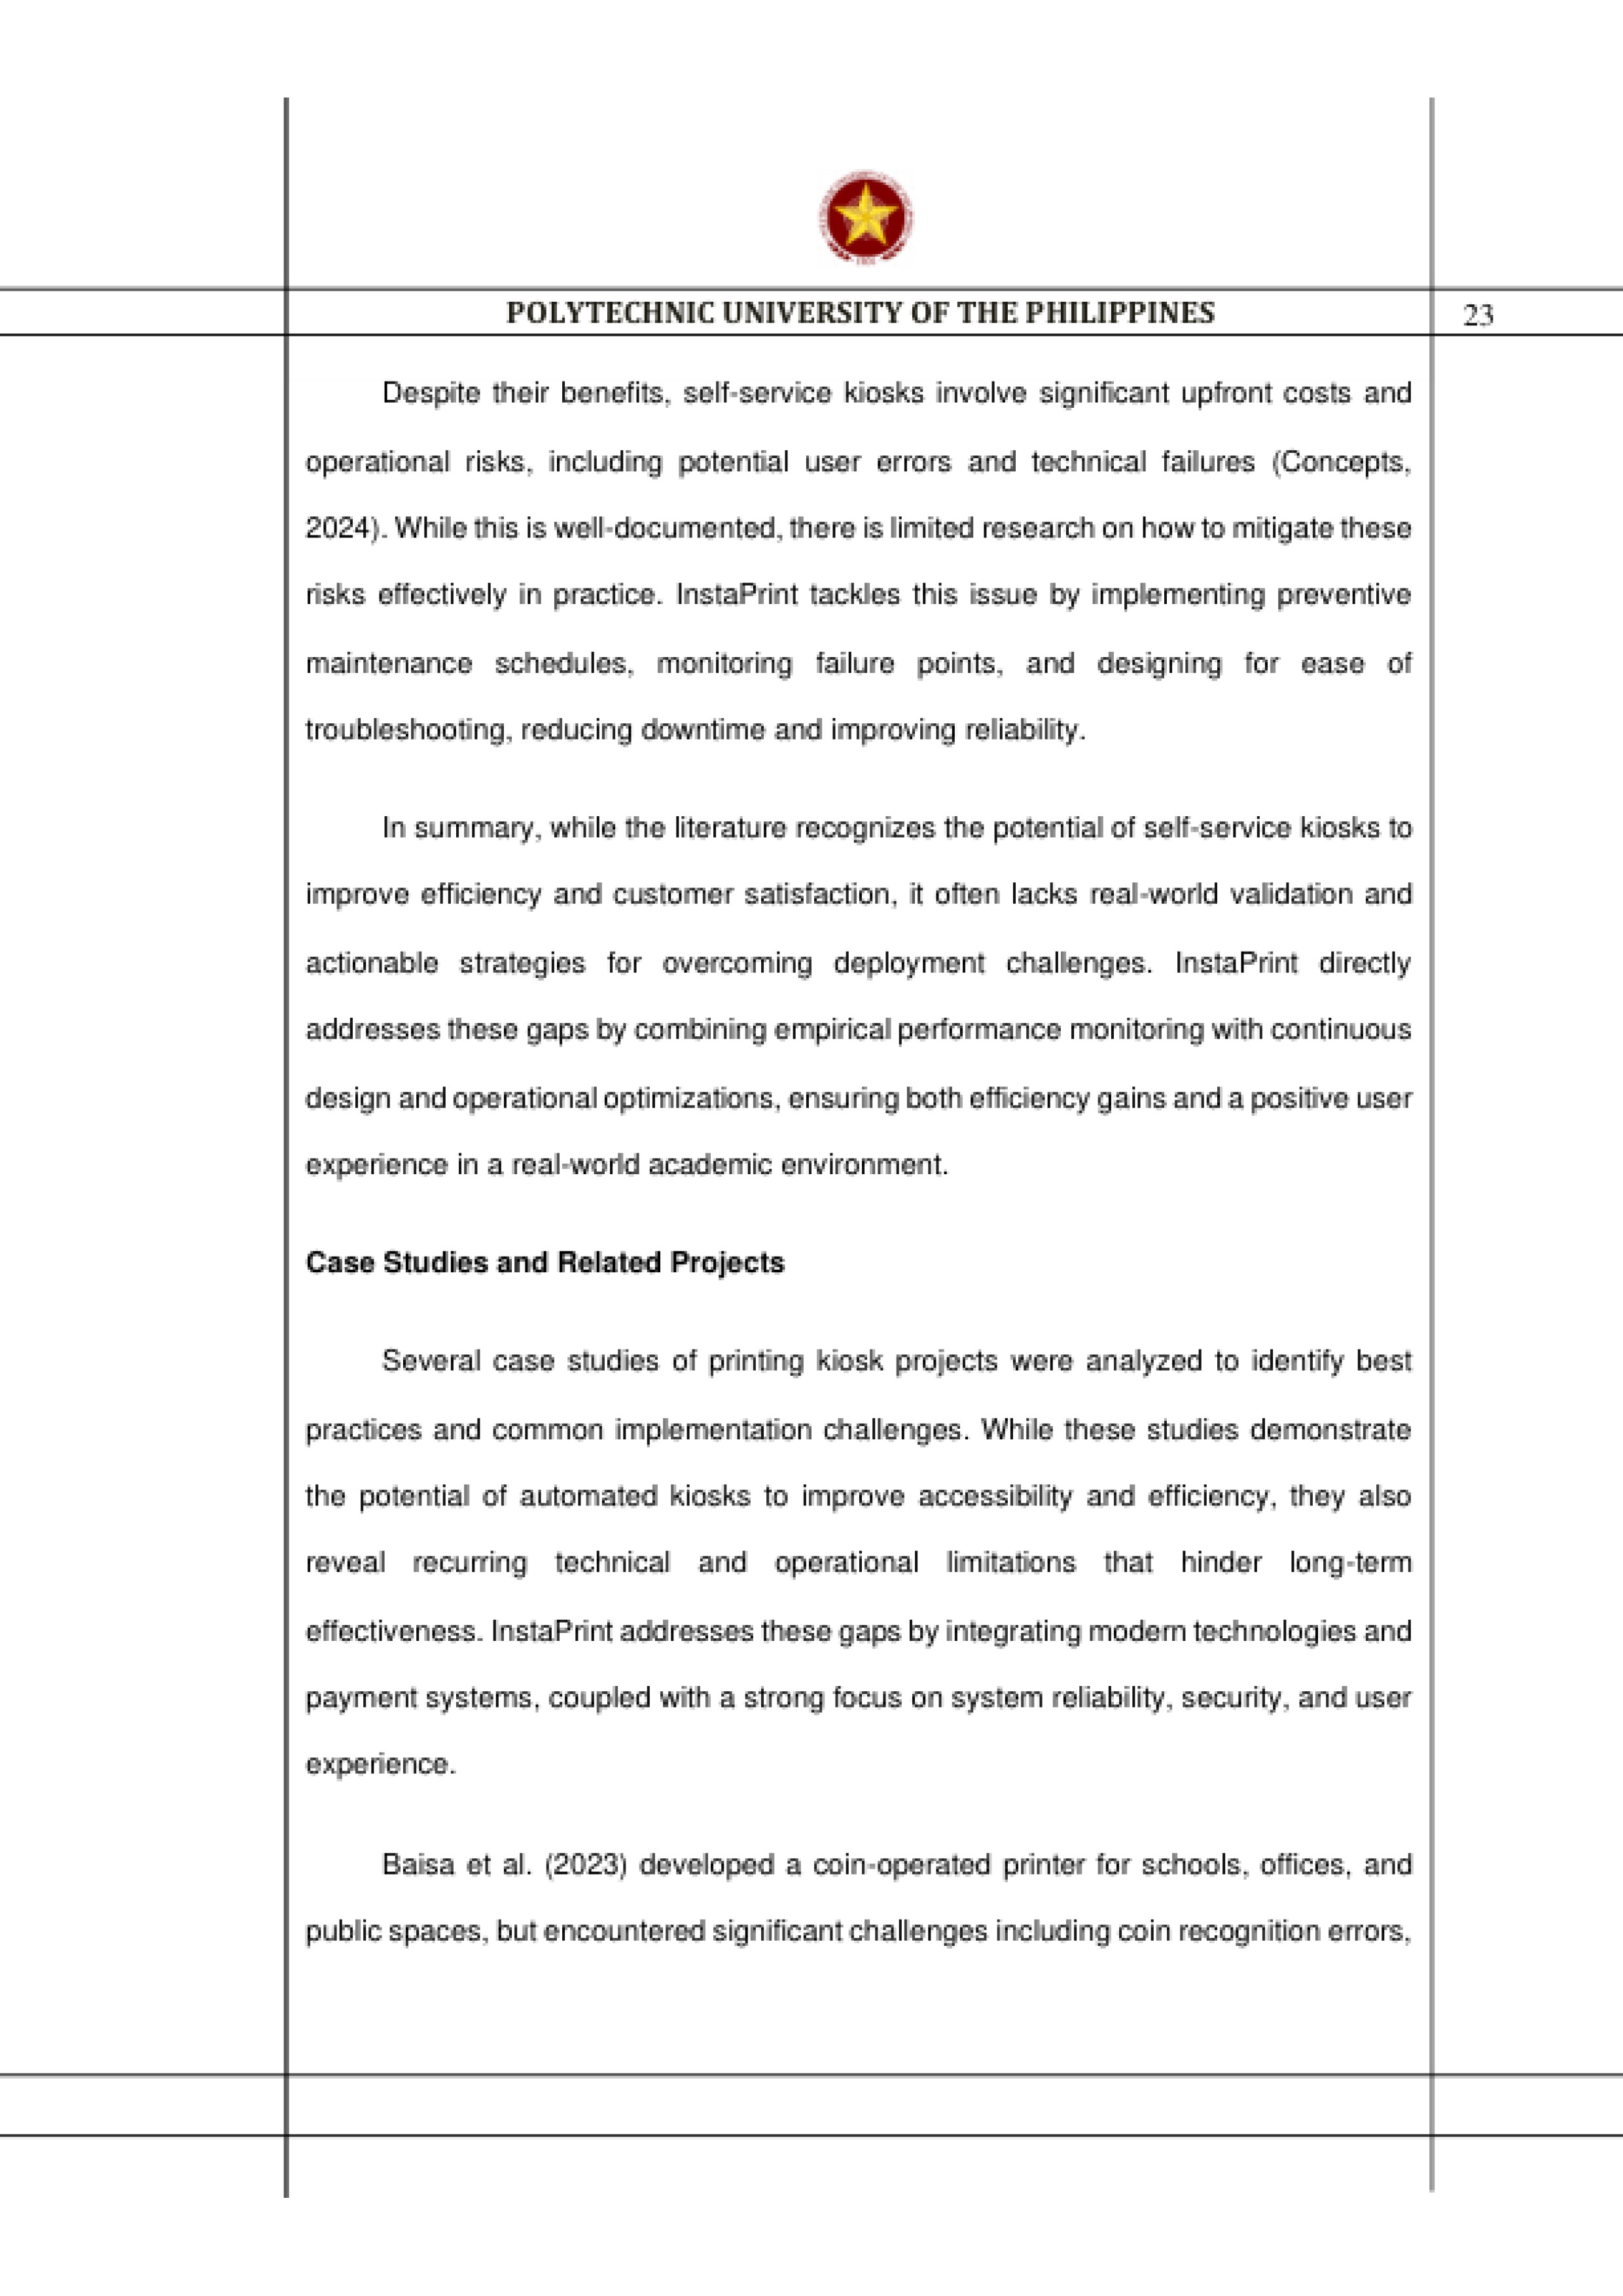 POLYTECHNIC UNIVERSITY OF THE PHILIPPINES
23
Despite their benefits, self-service kiosks involve significant upfront costs and
operational risks, including potential user errors and technical failures (Concepts,
2024). While this is well-documented, there is limited research on how to mitigate these
risks effectively in practice. InstaPrint tackles this issue by implementing preventive
maintenance schedules, monitoring failure points, and designing for ease of
troubleshooting, reducing downtime and improving reliability.
In summary, while the literature recognizes the potential of self-service kiosks to
improve efficiency and customer satisfaction, it often lacks real-world validation and
actionable strategies for overcoming deployment challenges. InstaPrint directly
addresses these gaps by combining empirical performance monitoring with continuous
design and operational optimizations, ensuring both efficiency gains and a positive user
experience in a real-world academic environment.
Case Studies and Related Projects
Several case studies of printing kiosk projects were analyzed to identify best
practices and common implementation challenges. While these studies demonstrate
the potential of automated kiosks to improve accessibility and efficiency, they also
reveal recurring technical and operational limitations that hinder long-term
effectiveness. InstaPrint addresses these gaps by integrating modern technologies and
payment systems, coupled with a strong focus on system reliability, security, and user
experience.
Baisa et al. (2023) developed a coin-operated printer for schools, offices, and
public spaces, but encountered significant challenges including coin recognition errors,